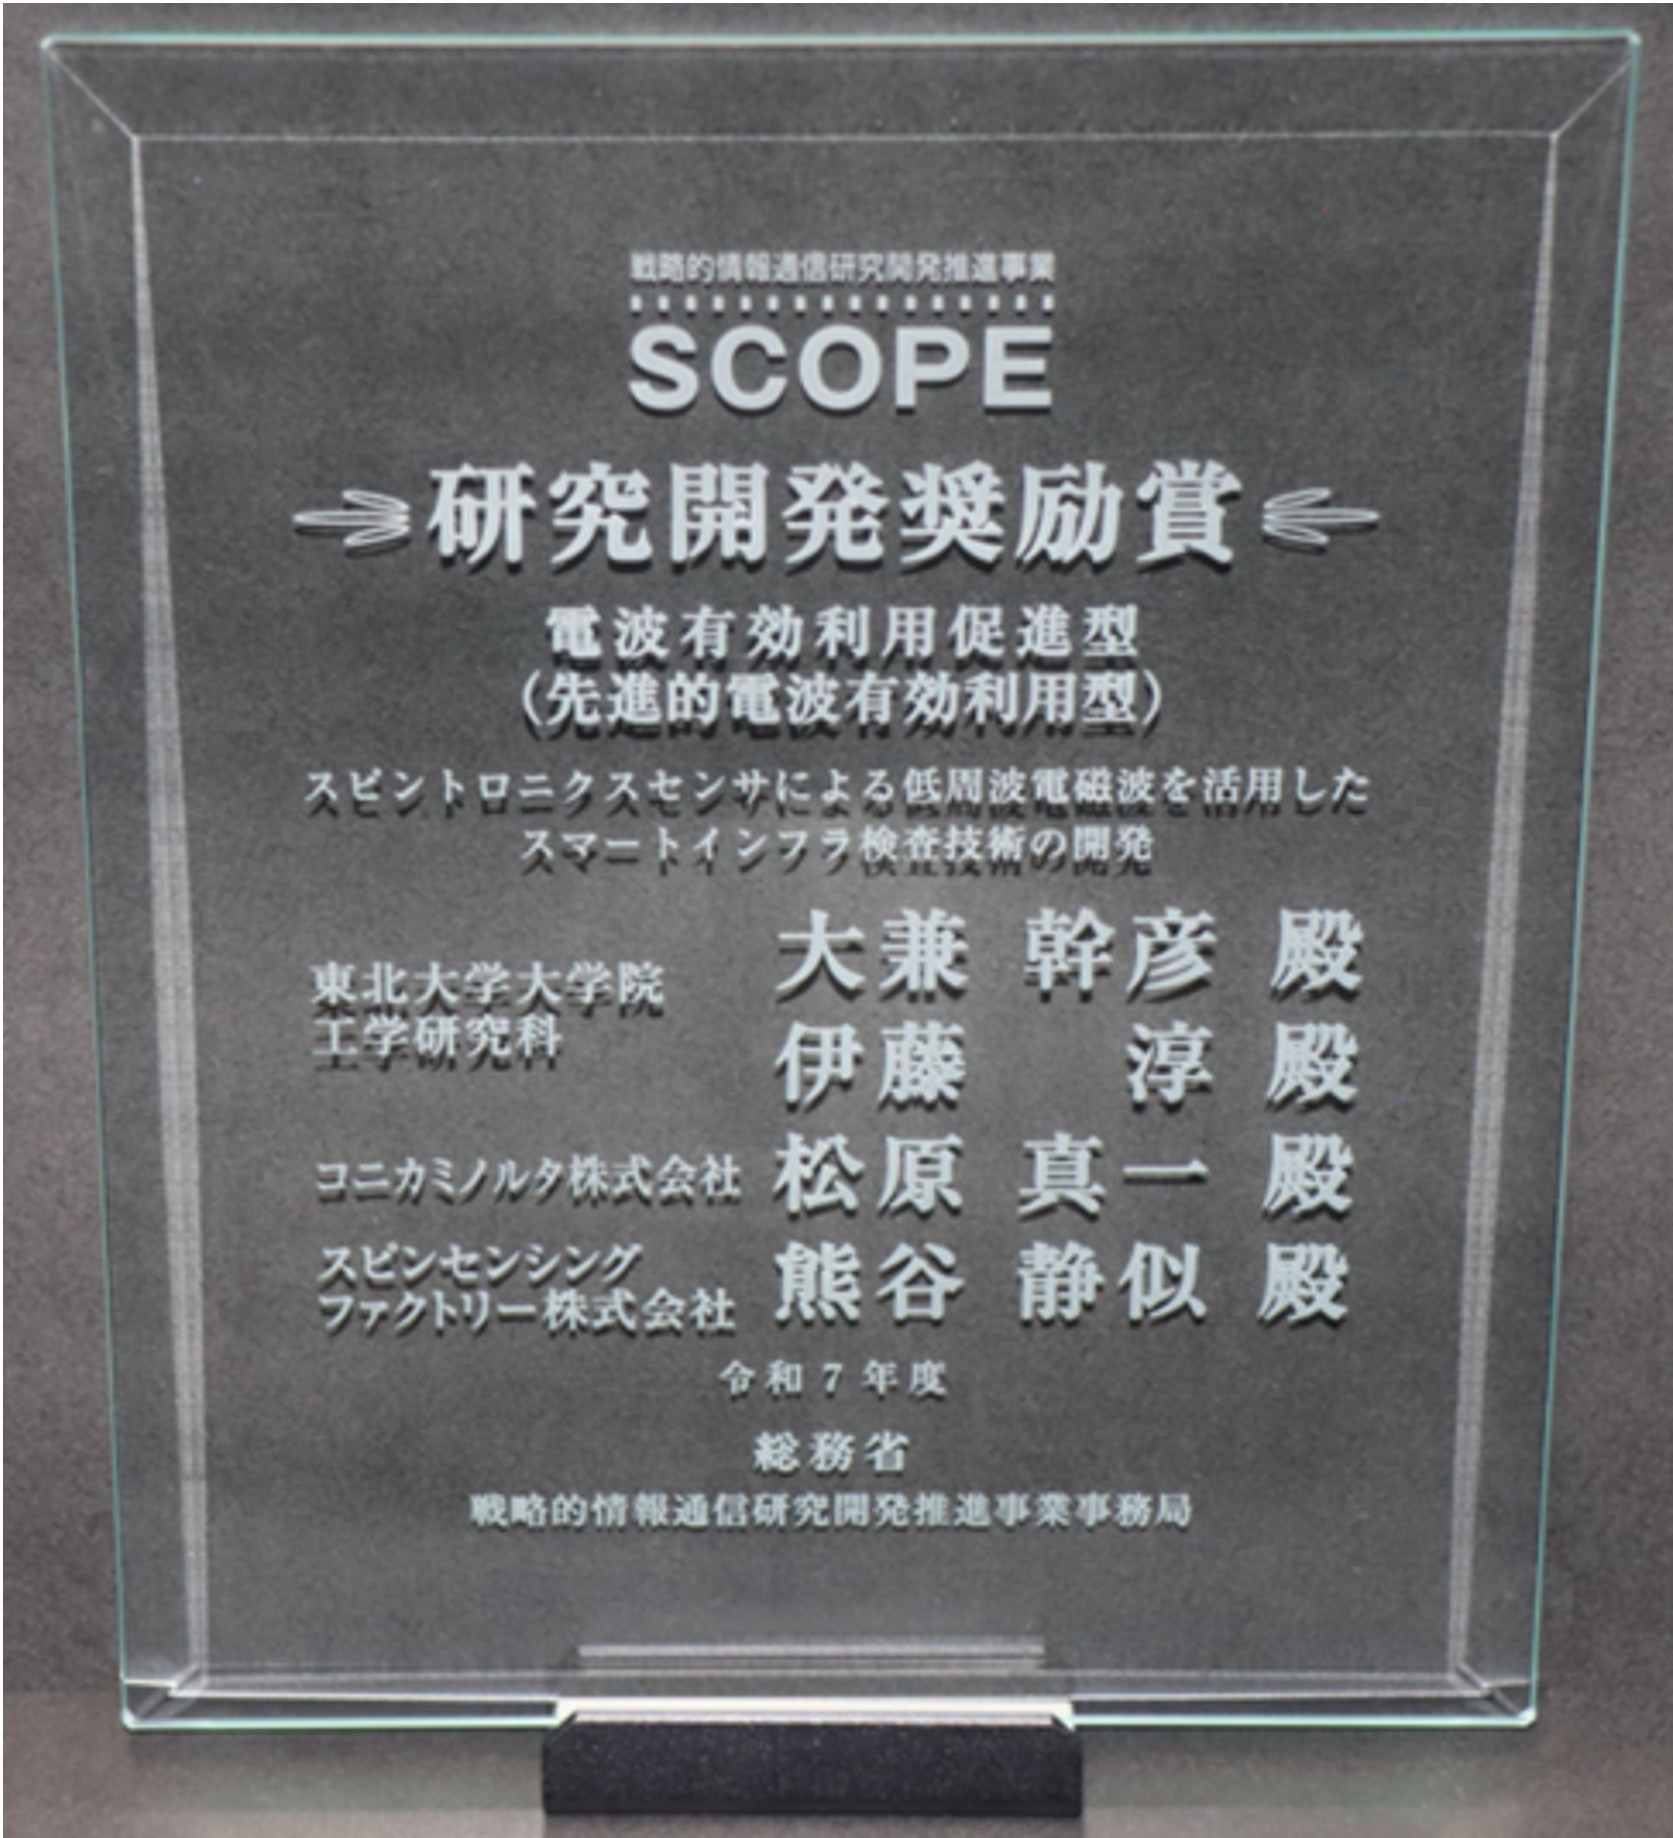 戦略的情報通信研究開発推進事業
SCOPE
研究開発奨励賞
電波有効利用促進型
（先進的電波有効利用型）
スピントロニクスセンサによる低周波電磁波を活用した
スマートインフラ検査技術の開発
東北大学大学院
工学研究科
大兼 幹彦 殿
伊藤 淳 殿
コニカミノルタ株式会社 松原 真一 殿
スピンセンシング
ファクトリー株式会社 熊谷 静似 殿
令和7年度
総務省
戦略的情報通信研究開発推進事業事務局